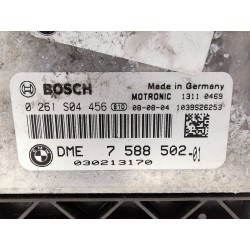 BOSCH
Made in Germany
MOTRONIC 1311 0469
0 261 S04 456 B10 08-08-04 1039S26253
DME 7 588 502-01
030213170